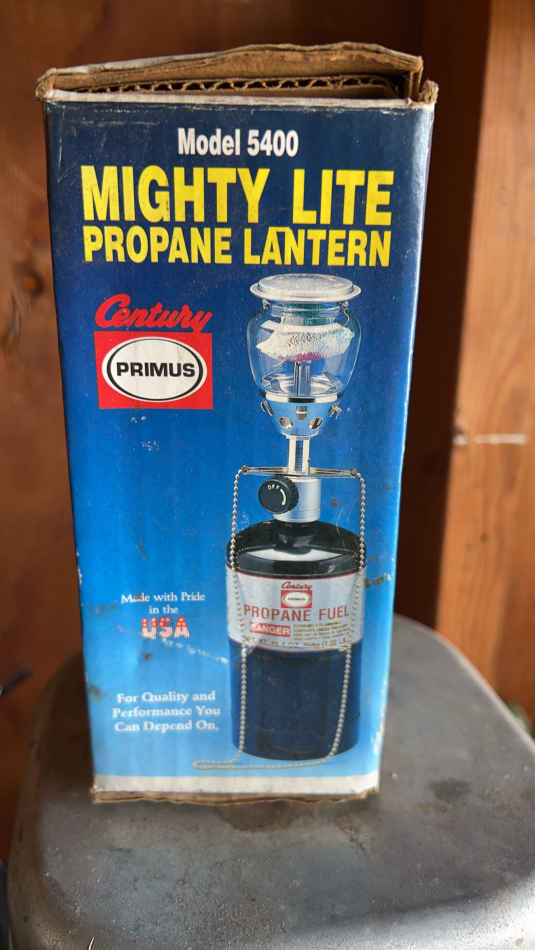 Model 5400
MIGHTY LITE
PROPANE LANTERN
Century
PRIMUS
OFF
Century
PRIMUS
PROPANE FUEL
DANGER
Made with Pride
in the
USA
For Quality and
Performance You
Can Depend On.